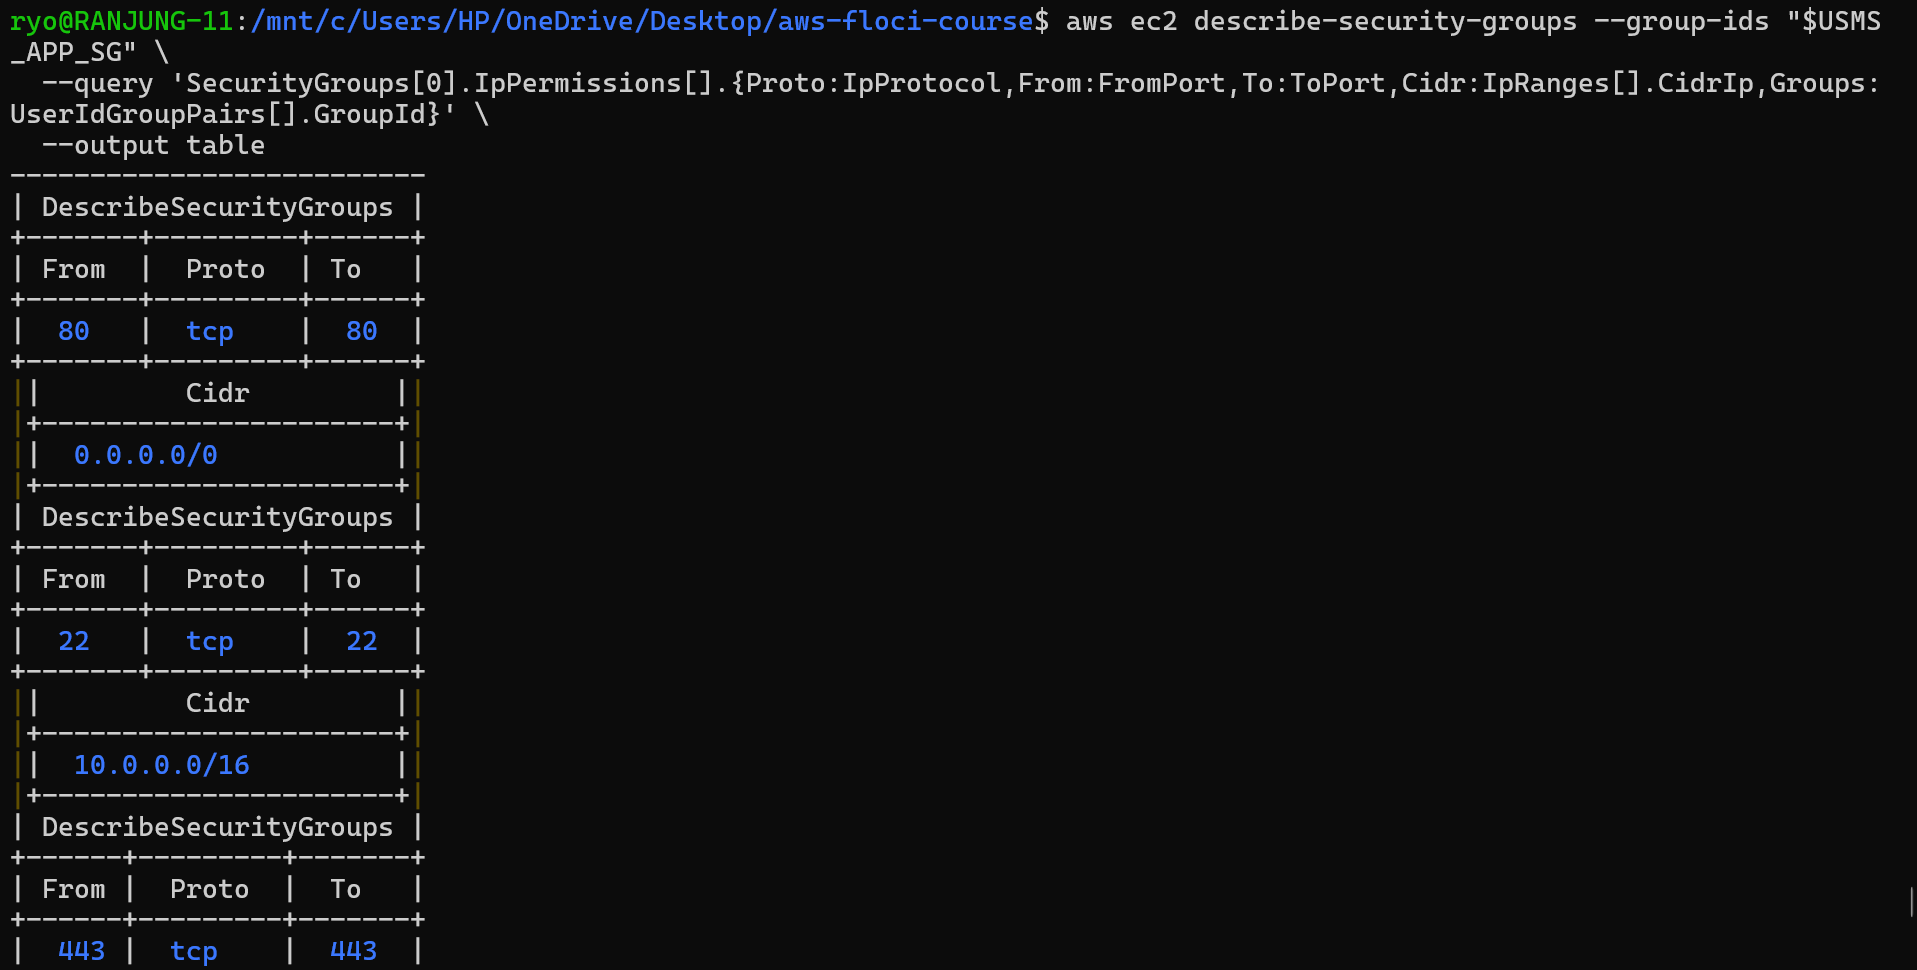 ryo@RANJUNG-11:/mnt/c/Users/HP/OneDrive/Desktop/aws-floci-course$ aws ec2 describe-security-groups --group-ids "$USMS
_APP_SG" \
  --query 'SecurityGroups[0].IpPermissions[].{Proto:IpProtocol,From:FromPort,To:ToPort,Cidr:IpRanges[].CidrIp,Groups:
UserIdGroupPairs[].GroupId}' \
  --output table
--------------------------
| DescribeSecurityGroups |
+-------+---------+------+
| From  |  Proto  | To   |
+-------+---------+------+
|  80   |  tcp    |  80  |
+-------+---------+------+
||         Cidr         ||
|+----------------------+|
||  0.0.0.0/0           ||
|+----------------------+|
| DescribeSecurityGroups |
+-------+---------+------+
| From  |  Proto  | To   |
+-------+---------+------+
|  22   |  tcp    |  22  |
+-------+---------+------+
||         Cidr         ||
|+----------------------+|
||  10.0.0.0/16         ||
|+----------------------+|
| DescribeSecurityGroups |
+------+---------+-------+
| From |  Proto  |  To   |
+------+---------+-------+
|  443 |  tcp    |  443  |